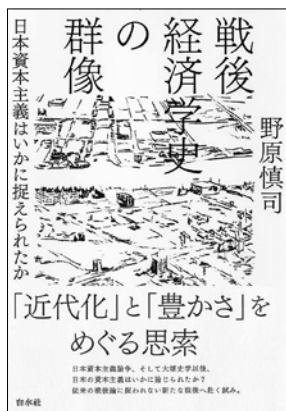 戦後
経済学史
の
群像
日本資本主義はいかに捉えられたか
野原慎司
「近代化」と「豊かさ」を
めぐる思索
日本資本主義論争、そして大塚史学以後、
日本の資本主義はいかに論じられたか？
従来の戦後論に囚われない新たな戦後へ赴く試み。
白水社